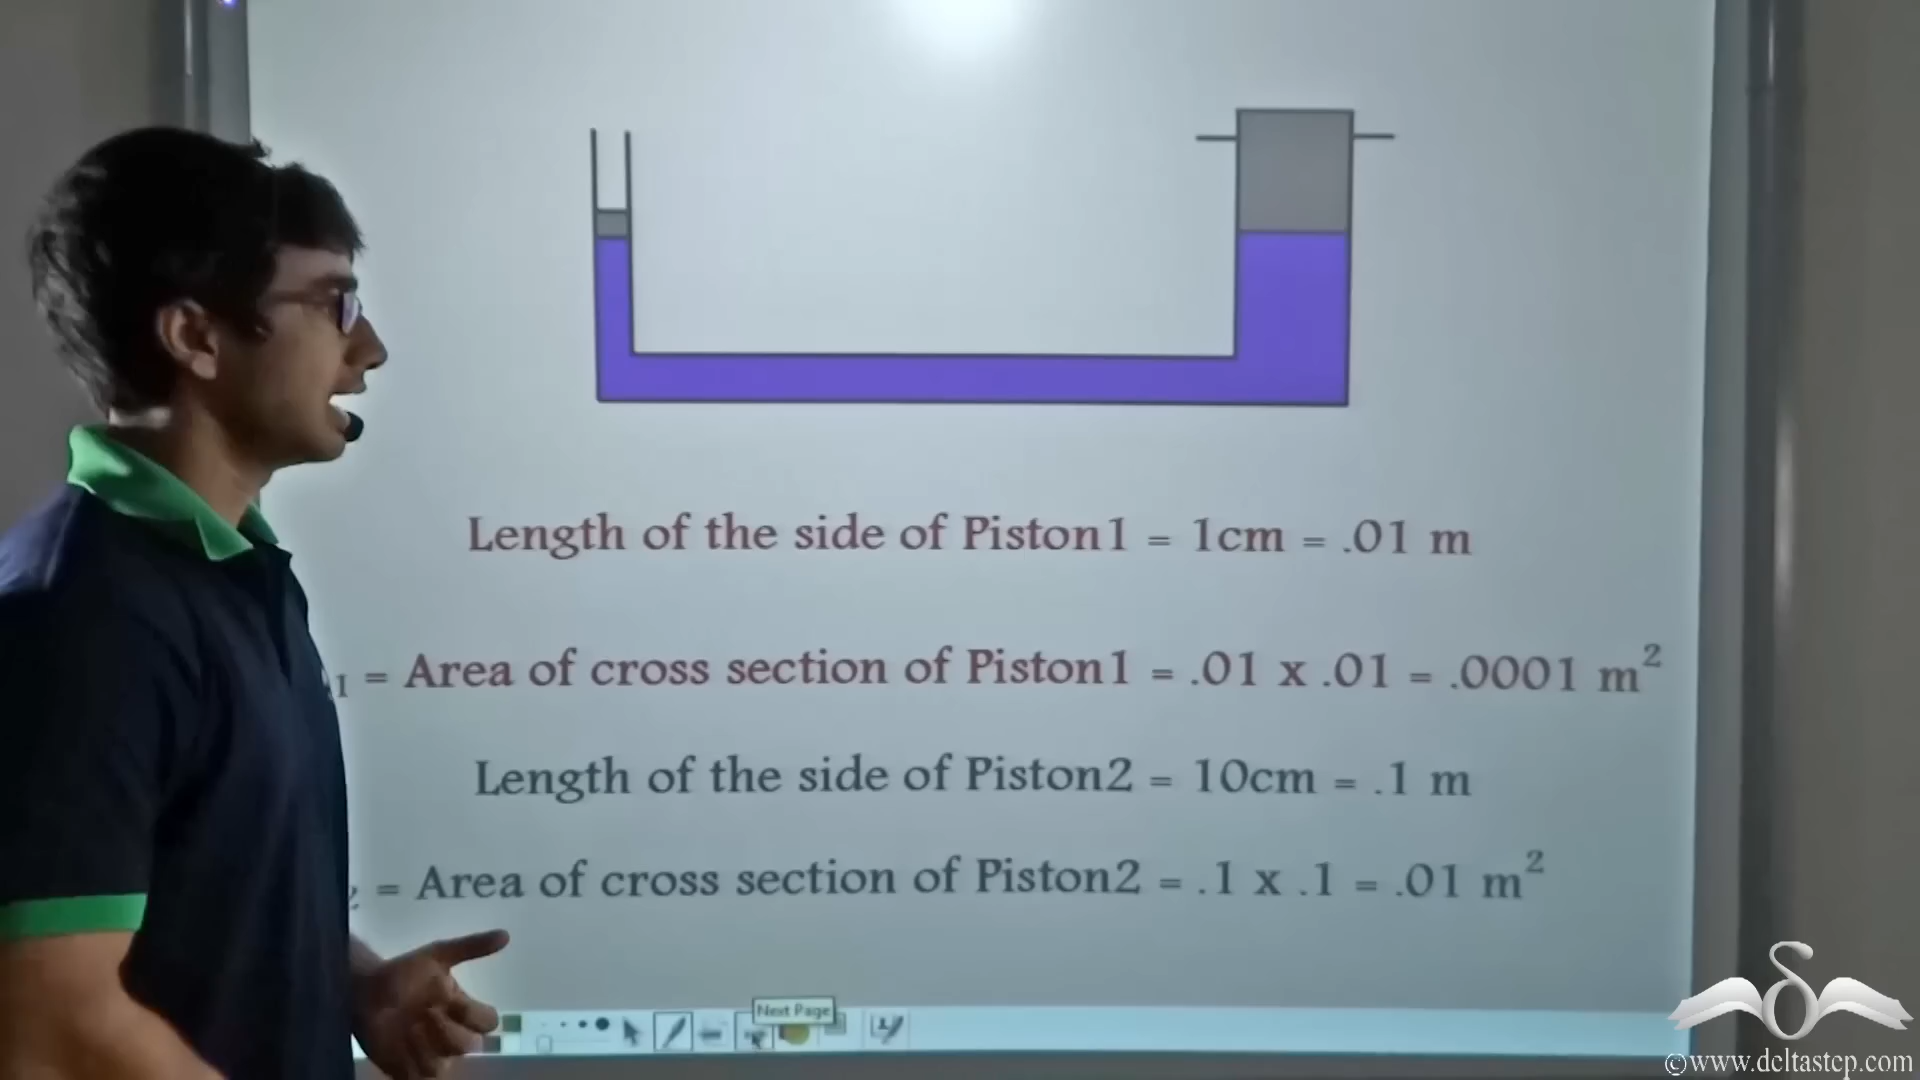 Length of the side of Piston1 = 1cm = .01 m
1 = Area of cross section of Piston1 = .01 x .01 = .0001 m²
Length of the side of Piston2 = 10cm = .1 m
2 = Area of cross section of Piston2 = .1 x .1 = .01 m²
Next Page
©www.deltastep.com